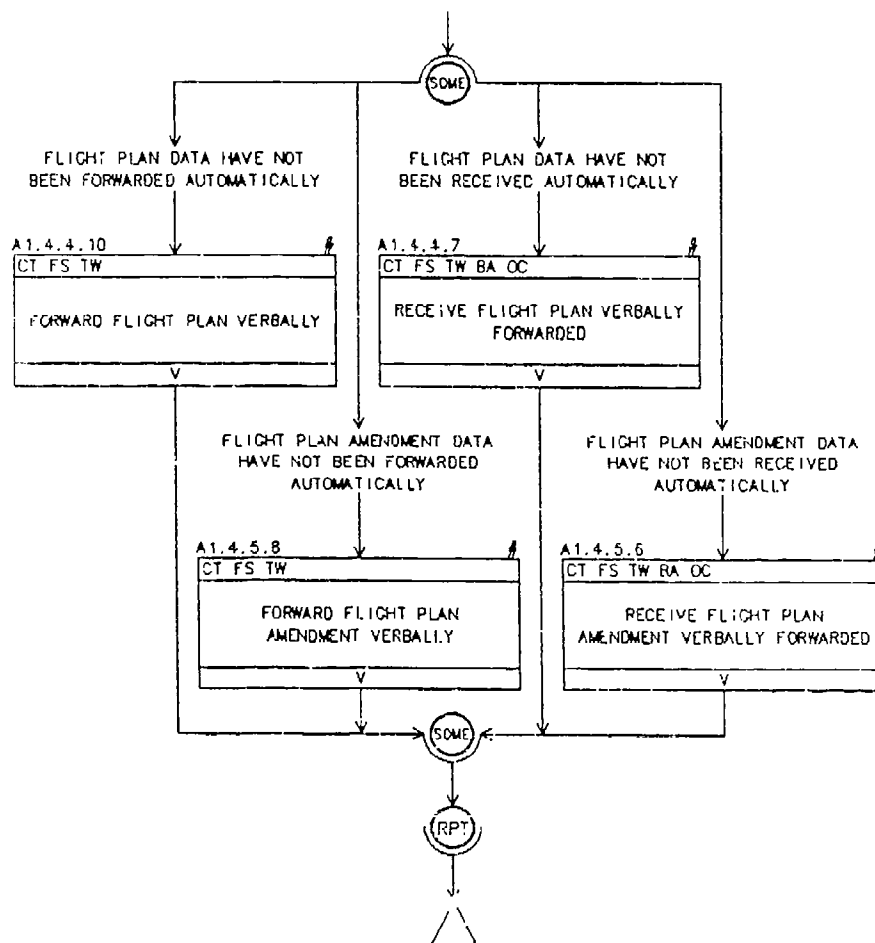 SOME
FLIGHT PLAN DATA HAVE NOT
BEEN FORWARDED AUTOMATICALLY
FLIGHT PLAN DATA HAVE NOT
BEEN RECEIVED AUTOMATICALLY
A1.4.4.10
CT FS TW
FORWARD FLIGHT PLAN VERBALLY
V
A1.4.4.7
CT FS TW BA OC
RECEIVE FLIGHT PLAN VERBALLY
FORWARDED
V
FLIGHT PLAN AMENDMENT DATA
HAVE NOT BEEN FORWARDED
AUTOMATICALLY
FLIGHT PLAN AMENDMENT DATA
HAVE NOT BEEN RECEIVED
AUTOMATICALLY
A1.4.5.8
CT FS TW
FORWARD FLIGHT PLAN
AMENDMENT VERBALLY
V
A1.4.5.6
CT FS TW BA OC
RECEIVE FLIGHT PLAN
AMENDMENT VERBALLY FORWARDED
V
SOME
RPT